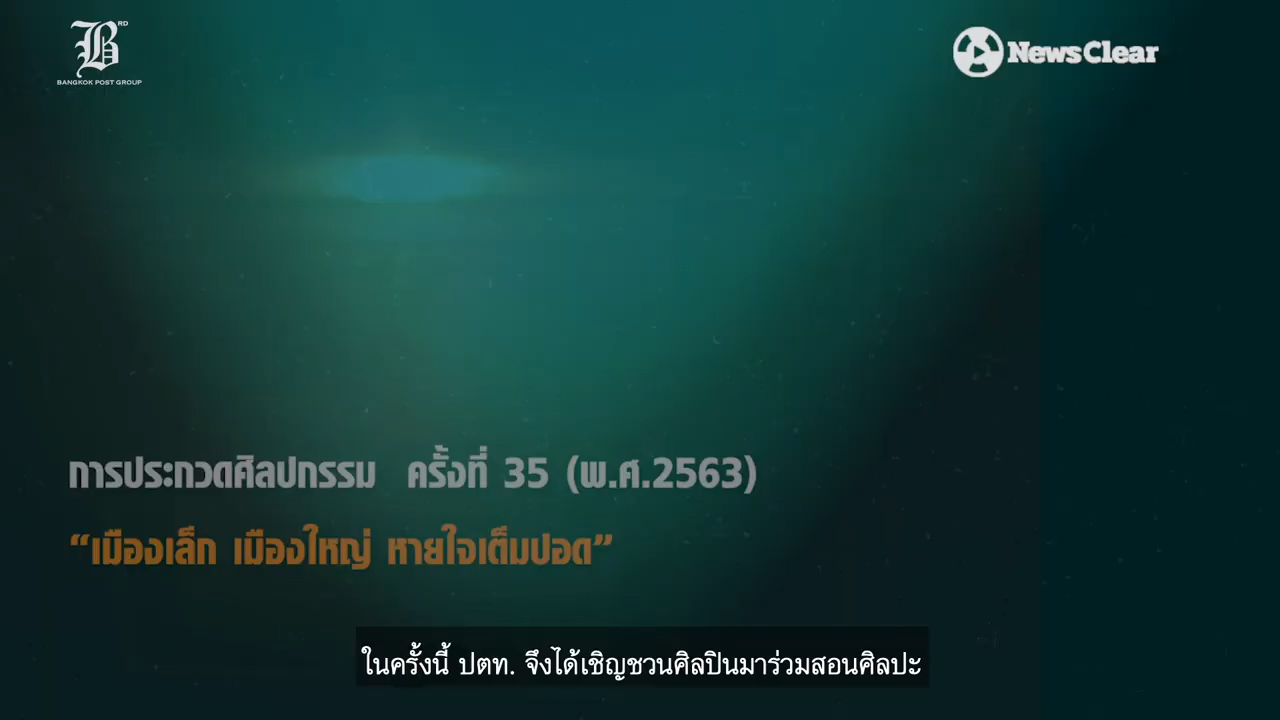 B RD
BANGKOK POST GROUP
NewsClear
การประกวดศิลปกรรม ครั้งที่ 35 (พ.ศ.2563)
“เมืองเล็ก เมืองใหญ่ หายใจเต็มปอด”
ในครั้งนี้ ปตท. จึงได้เชิญชวนศิลปินมาร่วมสอนศิลปะ